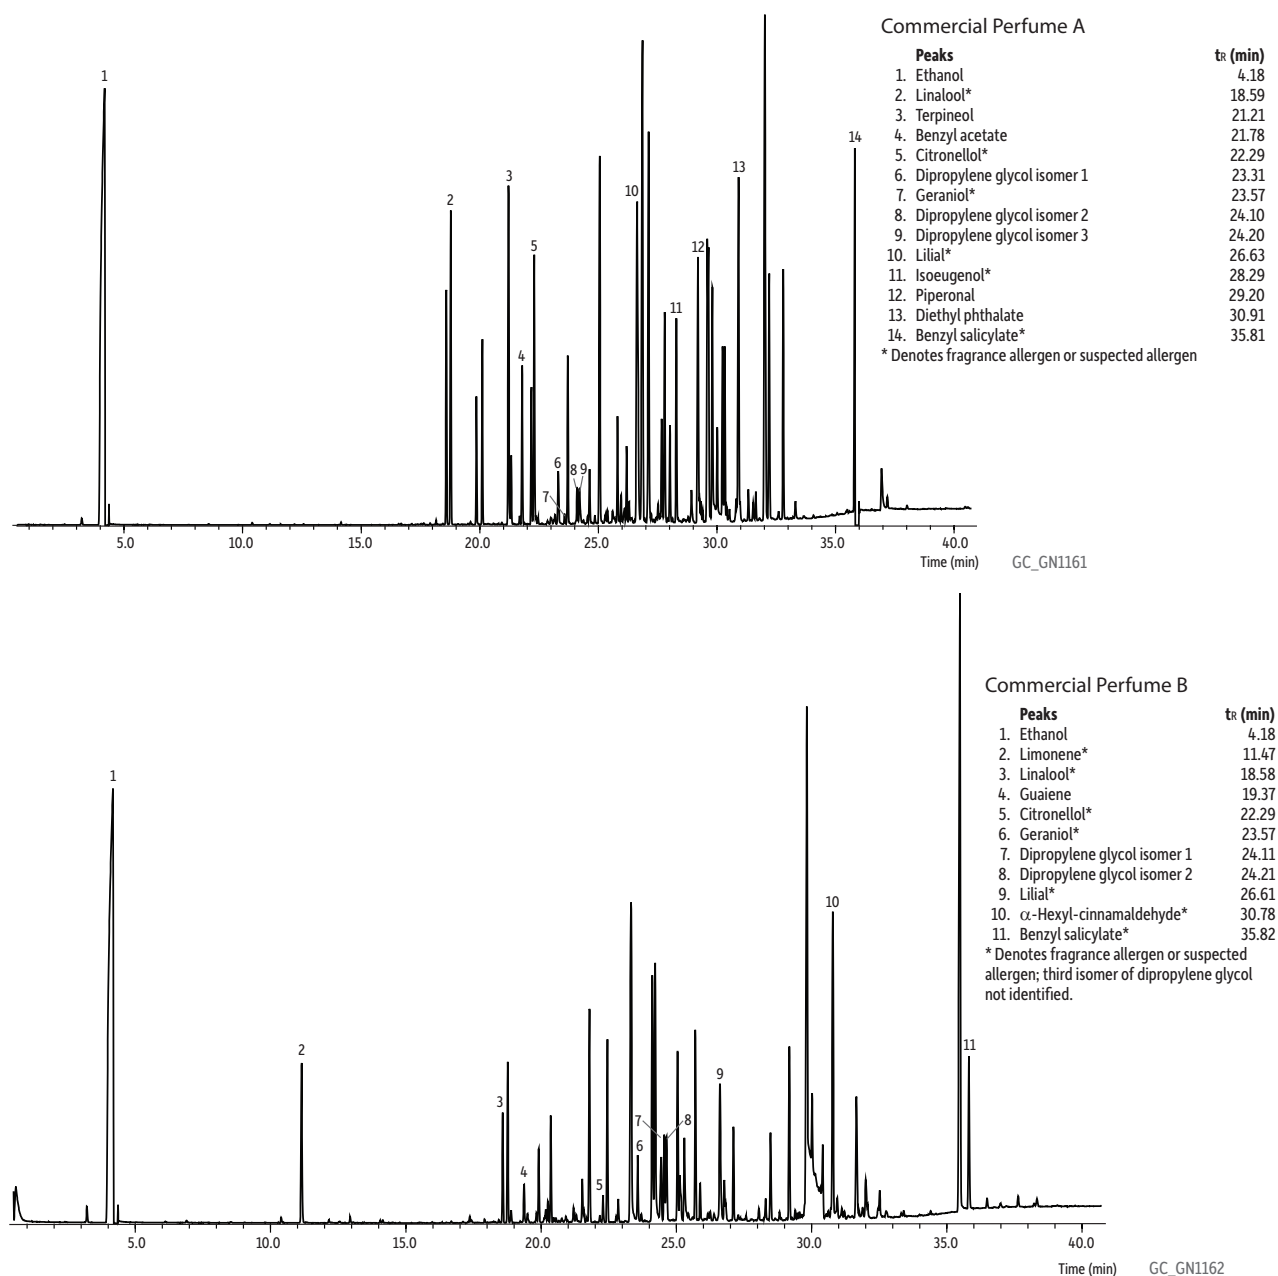 Commercial Perfume A
Peaks tR (min)
1. Ethanol 4.18
2. Linalool* 18.59
3. Terpineol 21.21
4. Benzyl acetate 21.78
5. Citronellol* 22.29
6. Dipropylene glycol isomer 1 23.31
7. Geraniol* 23.57
8. Dipropylene glycol isomer 2 24.10
9. Dipropylene glycol isomer 3 24.20
10. Lilial* 26.63
11. Isoeugenol* 28.29
12. Piperonal 29.20
13. Diethyl phthalate 30.91
14. Benzyl salicylate* 35.81
* Denotes fragrance allergen or suspected allergen
1
2
3
4
5
6
7
8
9
10
11
12
13
14
5.0 10.0 15.0 20.0 25.0 30.0 35.0 40.0
Time (min) GC_GN1161
Commercial Perfume B
Peaks tR (min)
1. Ethanol 4.18
2. Limonene* 11.47
3. Linalool* 18.58
4. Guaiene 19.37
5. Citronellol* 22.29
6. Geraniol* 23.57
7. Dipropylene glycol isomer 1 24.11
8. Dipropylene glycol isomer 2 24.21
9. Lilial* 26.61
10. α-Hexyl-cinnamaldehyde* 30.78
11. Benzyl salicylate* 35.82
* Denotes fragrance allergen or suspected
allergen; third isomer of dipropylene glycol
not identified.
1
2
3
4
5
6
7
8
9
10
11
5.0 10.0 15.0 20.0 25.0 30.0 35.0 40.0
Time (min) GC_GN1162